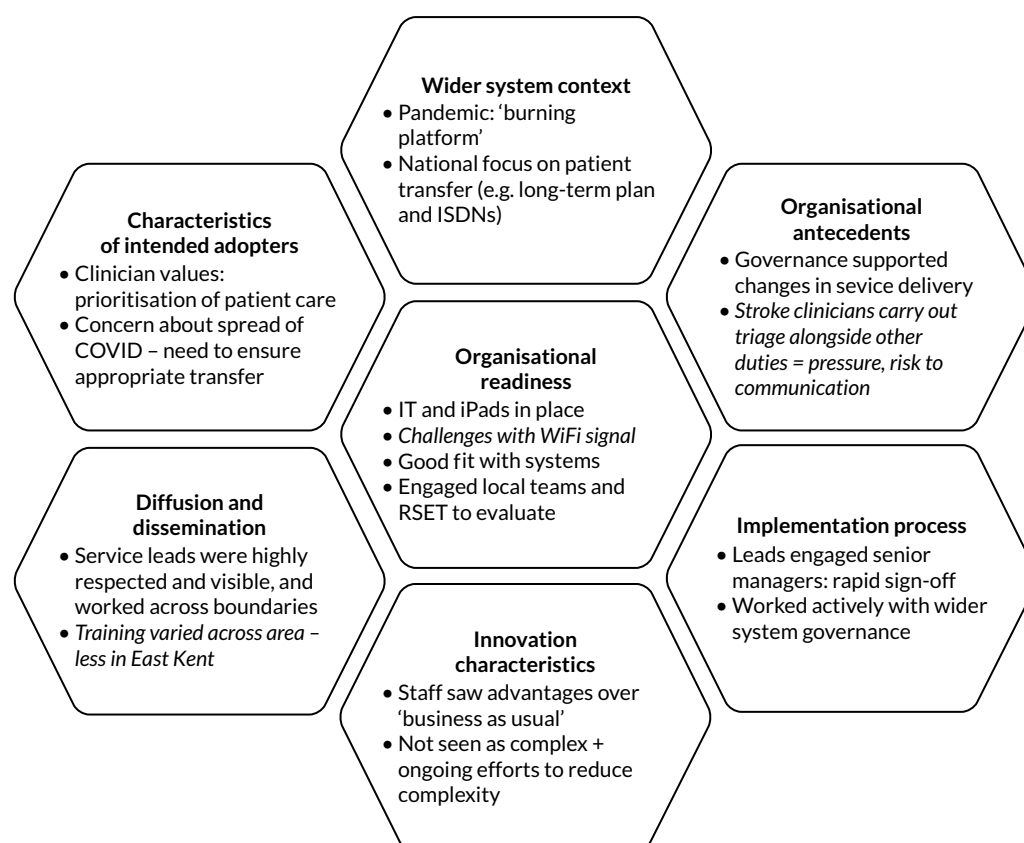 Wider system context
• Pandemic: ‘burning
platform’
• National focus on patient
transfer (e.g. long-term plan
and ISDNs)
Characteristics
of intended adopters
• Clinician values:
prioritisation of patient care
• Concern about spread of
COVID – need to ensure
appropriate transfer
Organisational
antecedents
• Governance supported
changes in sevice delivery
• Stroke clinicians carry out
triage alongside other
duties = pressure, risk to
communication
Organisational
readiness
• IT and iPads in place
• Challenges with WiFi signal
• Good fit with systems
• Engaged local teams and
RSET to evaluate
Diffusion and
dissemination
• Service leads were highly
respected and visible, and
worked across boundaries
• Training varied across area –
less in East Kent
Implementation process
• Leads engaged senior
managers: rapid sign-off
• Worked actively with wider
system governance
Innovation
characteristics
• Staff saw advantages over
‘business as usual’
• Not seen as complex +
ongoing efforts to reduce
complexity